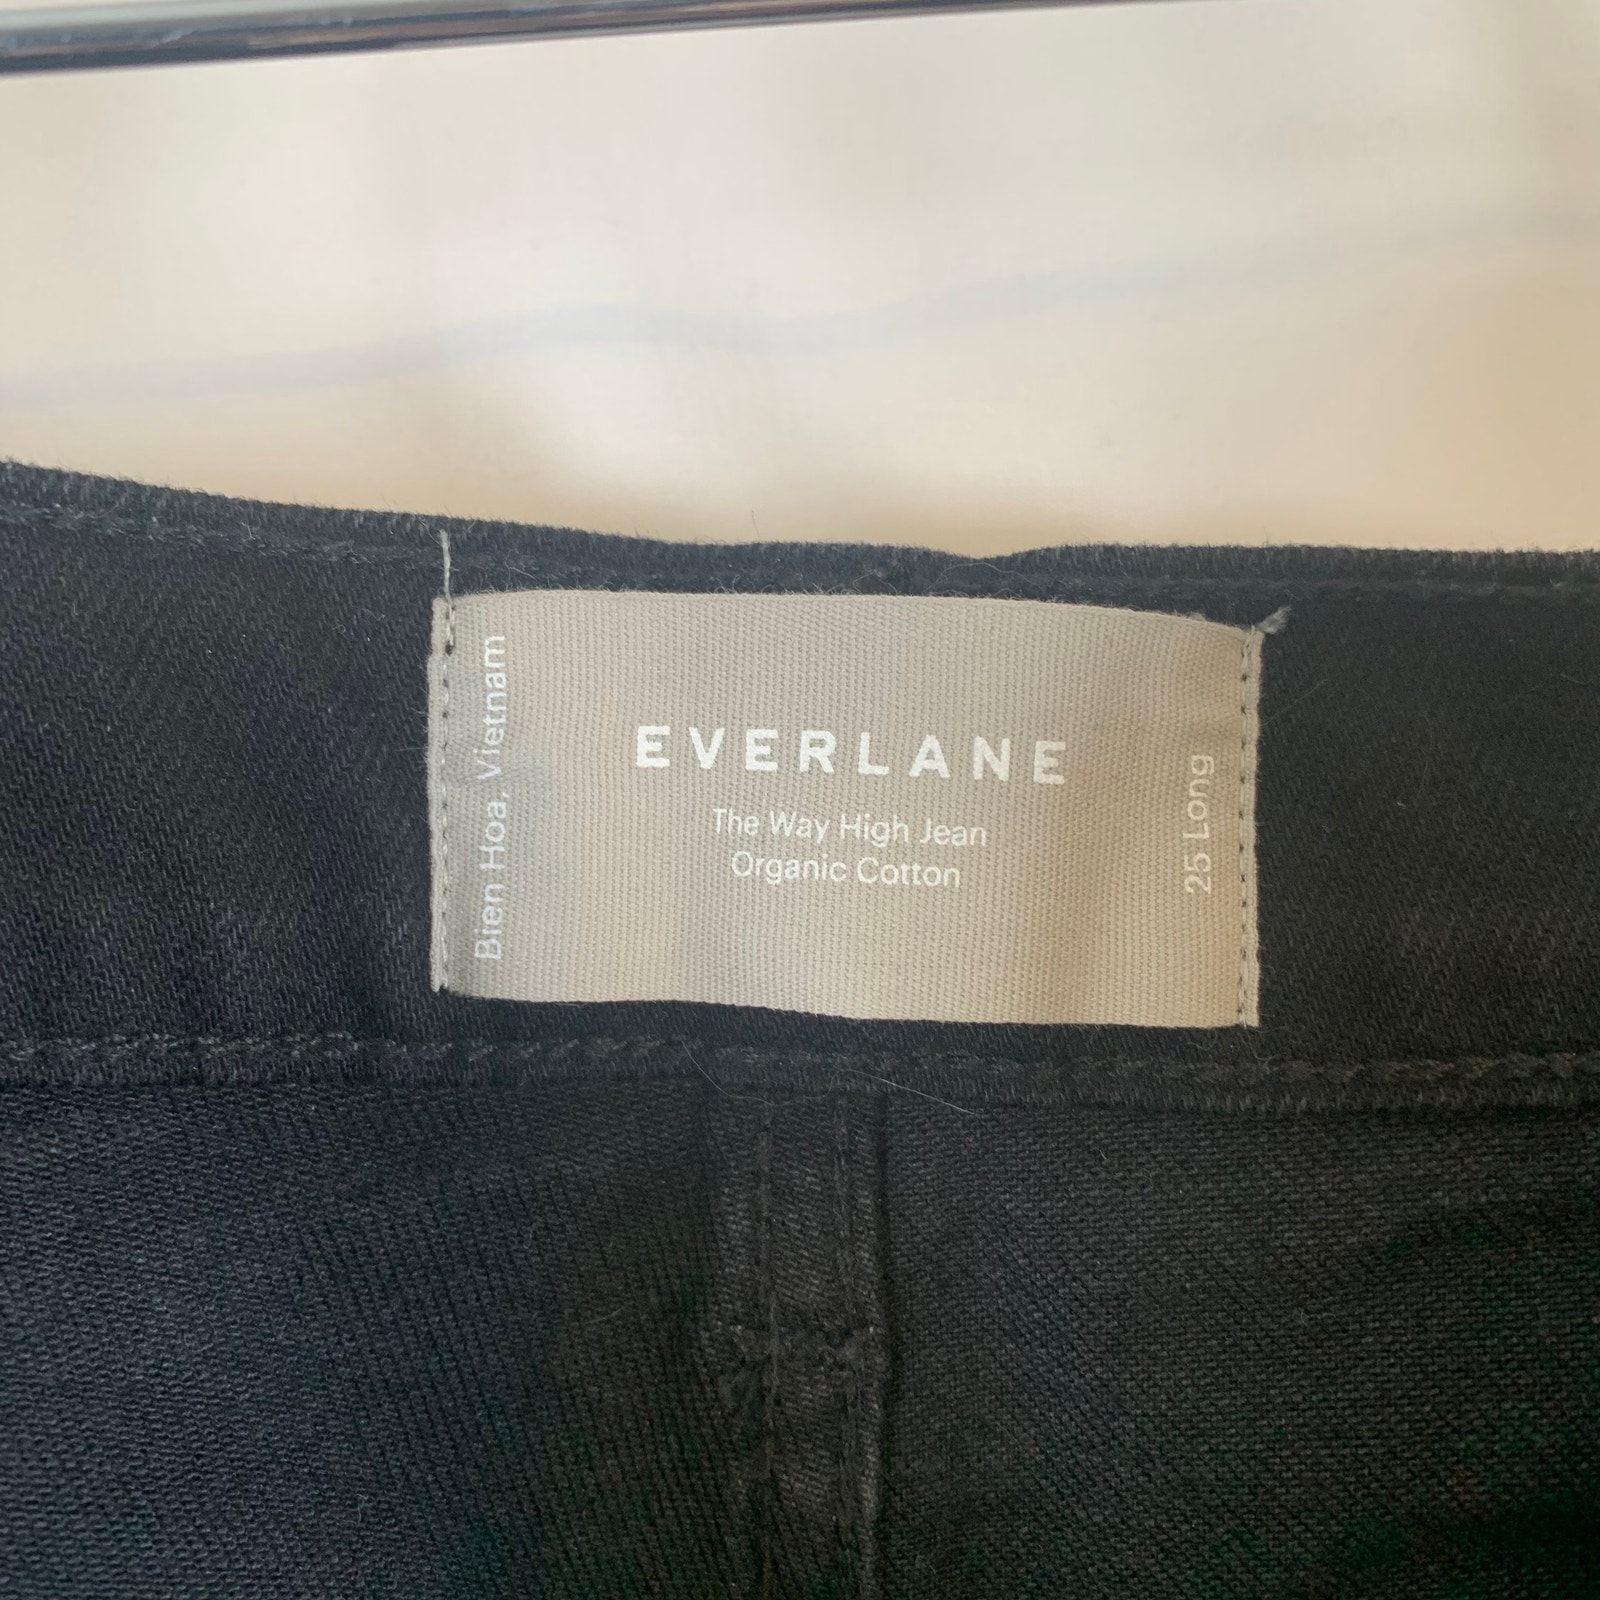 Bien Hoa, Vietnam
EVERLANE
The Way High Jean
Organic Cotton
25 Long